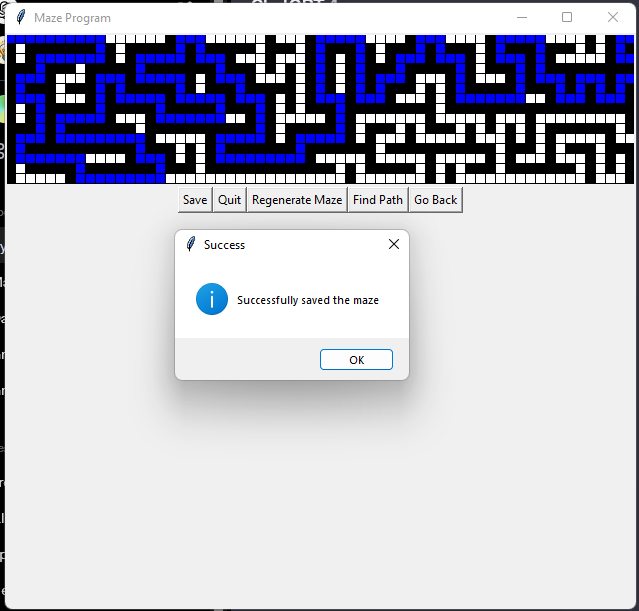 Maze Program
Save Quit Regenerate Maze Find Path Go Back
Success
Successfully saved the maze
OK